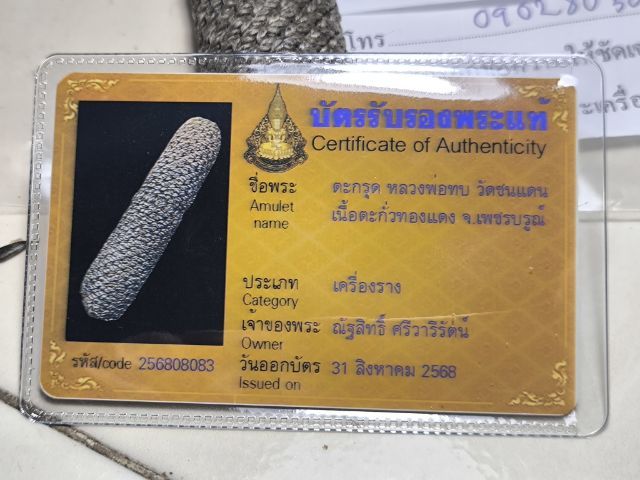 โทร
บัตรรับรองพระแท้
Certificate of Authenticity
ชื่อพระ
Amulet
name
ตะกรุด หลวงพ่อทบ วัดชนแดน
เนื้อตะกั่วทองแดง จ.เพชรบูรณ์
ประเภท
Category
เครื่องราง
เจ้าของพระ
Owner
ณัฐสิทธิ์ ศรีวาริรัตน์
วันออกบัตร
Issued on
31 สิงหาคม 2568
รหัส/code 256808083